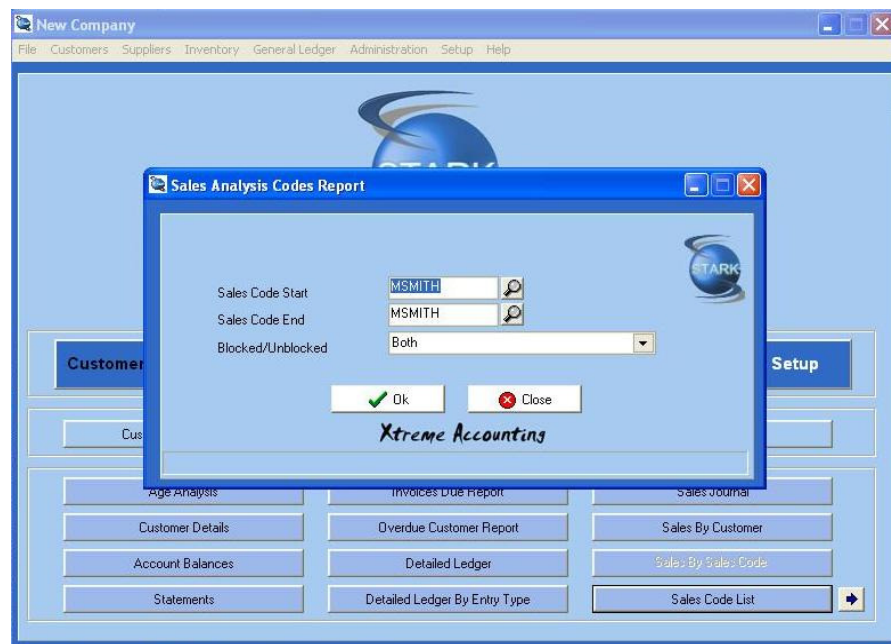 New Company
File Customers Suppliers Inventory General Ledger Administration Setup Help
STARK
Sales Analysis Codes Report
STARK
Sales Code Start MSMITH
Sales Code End MSMITH
Blocked/Unblocked Both
Customer Setup
Ok Close
Cus
Xtreme Accounting
Age Analysis Invoices Due Report Sales Journal
Customer Details Overdue Customer Report Sales By Customer
Account Balances Detailed Ledger Sales By Sales Code
Statements Detailed Ledger By Entry Type Sales Code List